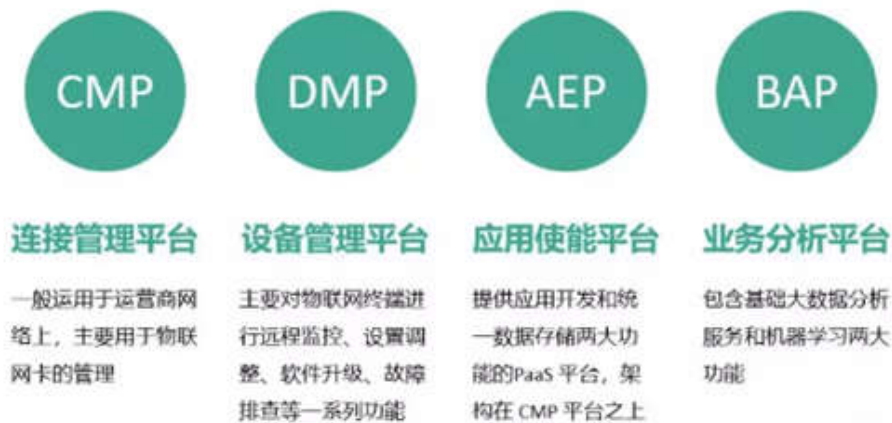 CMP
DMP
AEP
BAP
连接管理平台
一般运用于运营商网
络上，主要用于物联
网卡的管理
设备管理平台
主要对物联网终端进
行远程监控、设置调
整、软件升级、故障
排查等一系列功能
应用使能平台
提供应用开发和统
一数据存储两大功
能的PaaS 平台，架
构在 CMP 平台之上
业务分析平台
包含基础大数据分析
服务和机器学习两大
功能